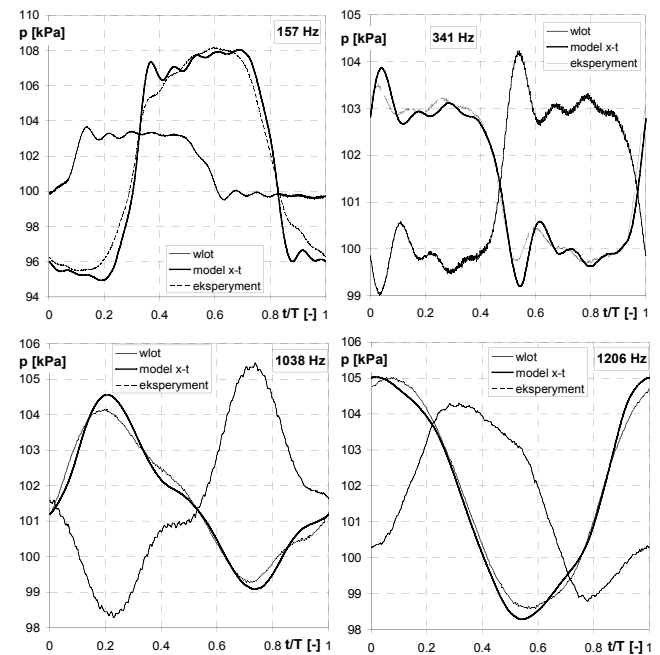 p [kPa]
157 Hz
110
108
106
104
102
100
98
96
94
wlot
model x-t
eksperyment
0 0.2 0.4 0.6 0.8 t/T [-] 1
p [kPa]
341 Hz
105
104
103
102
101
100
99
wlot
model x-t
eksperyment
0 0.2 0.4 0.6 0.8 t/T [-] 1
p [kPa]
1038 Hz
106
105
104
103
102
101
100
99
98
wlot
model x-t
eksperyment
0 0.2 0.4 0.6 0.8 t/T [-] 1
p [kPa]
1206 Hz
106
105
104
103
102
101
100
99
98
wlot
model x-t
eksperyment
0 0.2 0.4 0.6 0.8 t/T [-] 1